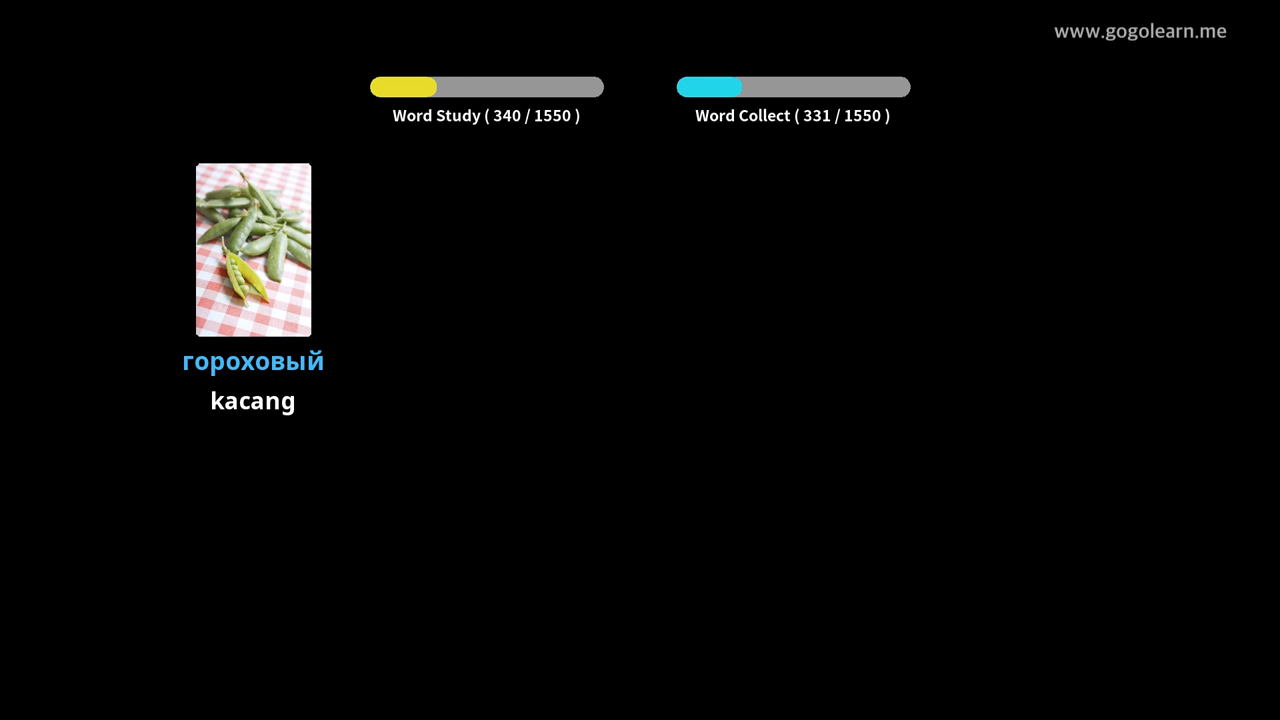 www.gogolearn.me
Word Study ( 340 / 1550 )
Word Collect ( 331 / 1550 )
гороховый
kacang